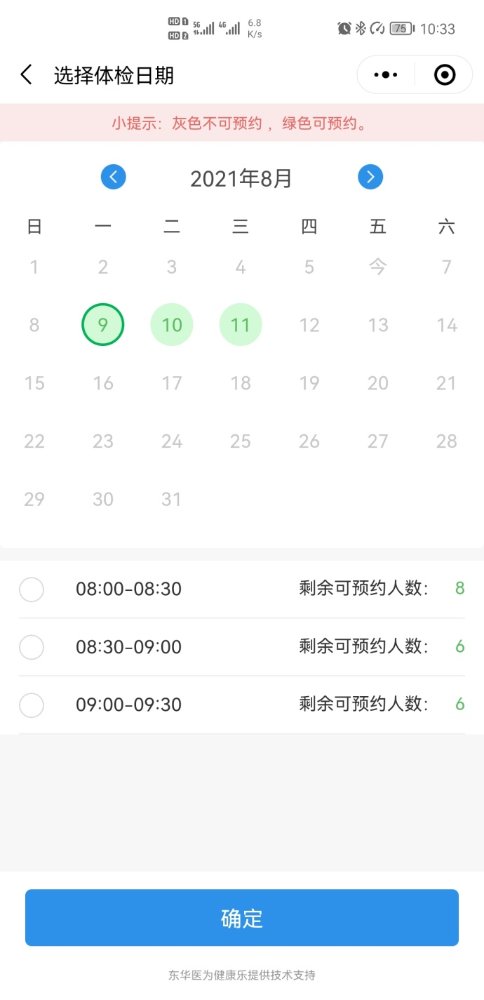 HD 1 5G 4G 6.8 75 10:33
HD 2 K/s
选择体检日期
小提示：灰色不可预约，绿色可预约。
2021年8月
日 一 二 三 四 五 六
1 2 3 4 5 今 7
8 9 10 11 12 13 14
15 16 17 18 19 20 21
22 23 24 25 26 27 28
29 30 31
08:00-08:30 剩余可预约人数： 8
08:30-09:00 剩余可预约人数： 6
09:00-09:30 剩余可预约人数： 6
确定
东华医为健康乐提供技术支持